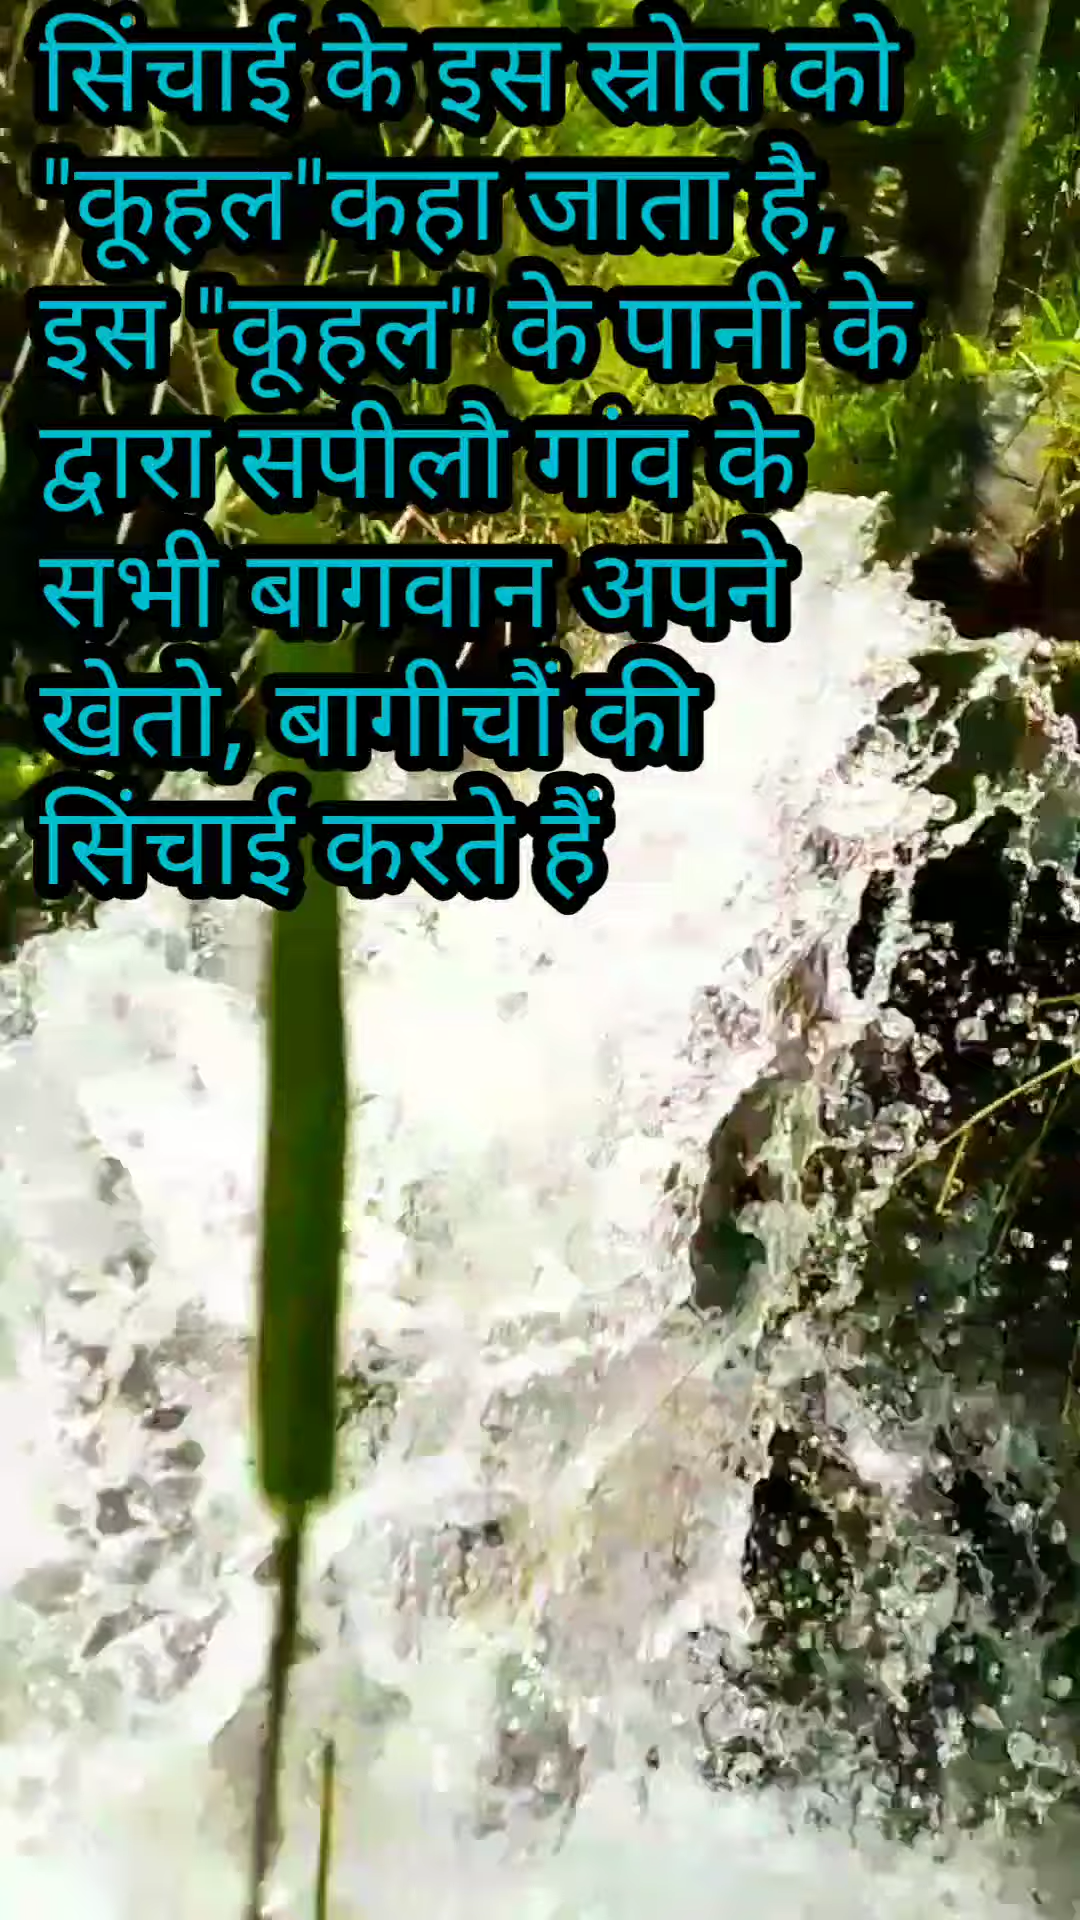 सिंचाई के इस स्रोत को
"कूहल"कहा जाता है,
इस "कूहल" के पानी के
द्वारा सपीलौ गांव के
सभी बागवान अपने
खेतो, बागीचौं की
सिंचाई करते हैं